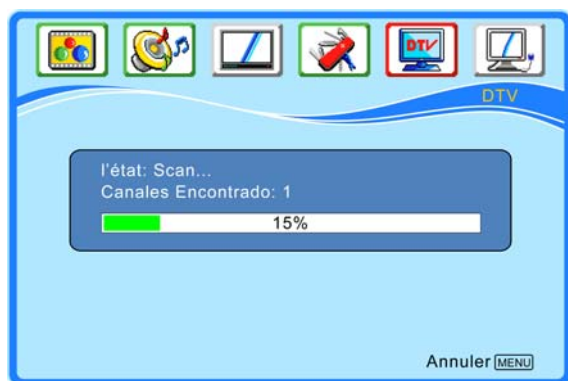 DTV
DTV
l'état: Scan...
Canales Encontrado: 1
15%
Annuler MENU